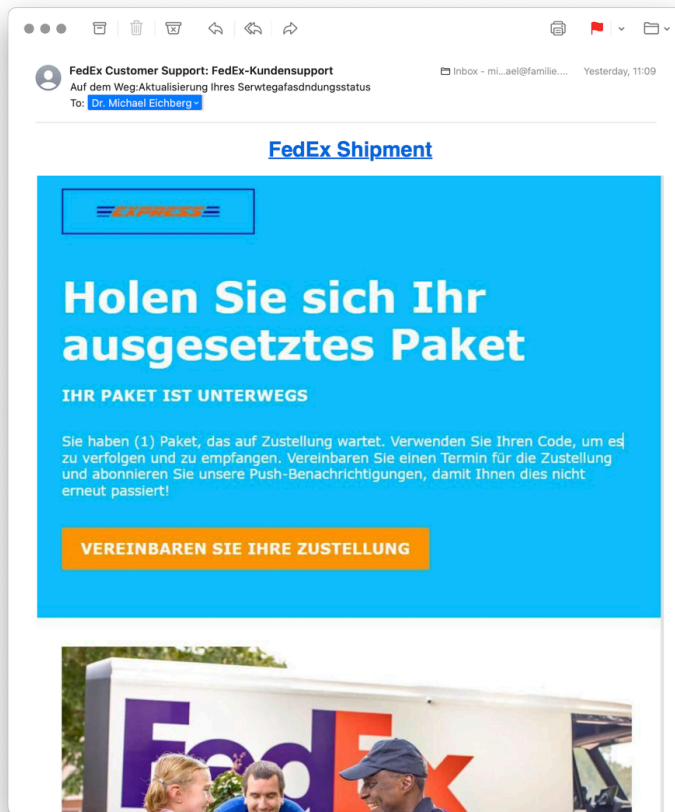 FedEx Customer Support: FedEx-Kundensupport
Inbox - mi...ael@familie....
Yesterday, 11:09
Auf dem Weg:Aktualisierung Ihres Serwtegafasdndungsstatus
To: Dr. Michael Eichberg
FedEx Shipment
EXPRESS
Holen Sie sich Ihr
ausgesetztes Paket
IHR PAKET IST UNTERWEGS
Sie haben (1) Paket, das auf Zustellung wartet. Verwenden Sie Ihren Code, um es
zu verfolgen und zu empfangen. Vereinbaren Sie einen Termin für die Zustellung
und abonnieren Sie unsere Push-Benachrichtigungen, damit Ihnen dies nicht
erneut passiert!
VEREINBAREN SIE IHRE ZUSTELLUNG
FedEx